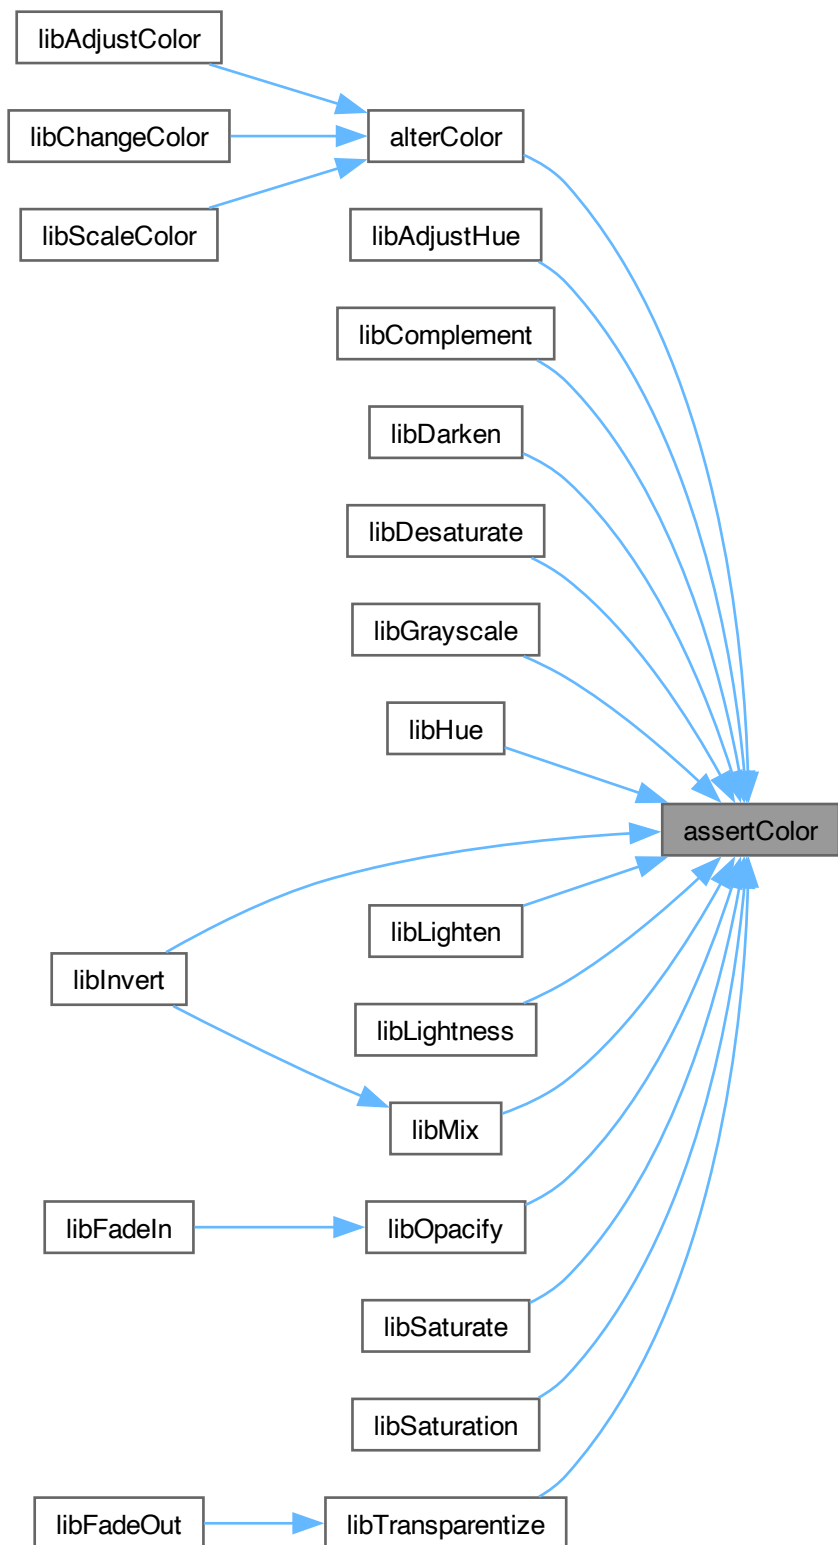 libAdjustColor
libChangeColor
alterColor
libScaleColor
libAdjustHue
libComplement
libDarken
libDesaturate
libGrayscale
libHue
assertColor
libLighten
libInvert
libLightness
libMix
libFadeIn
libOpacify
libSaturate
libSaturation
libFadeOut
libTransparentize